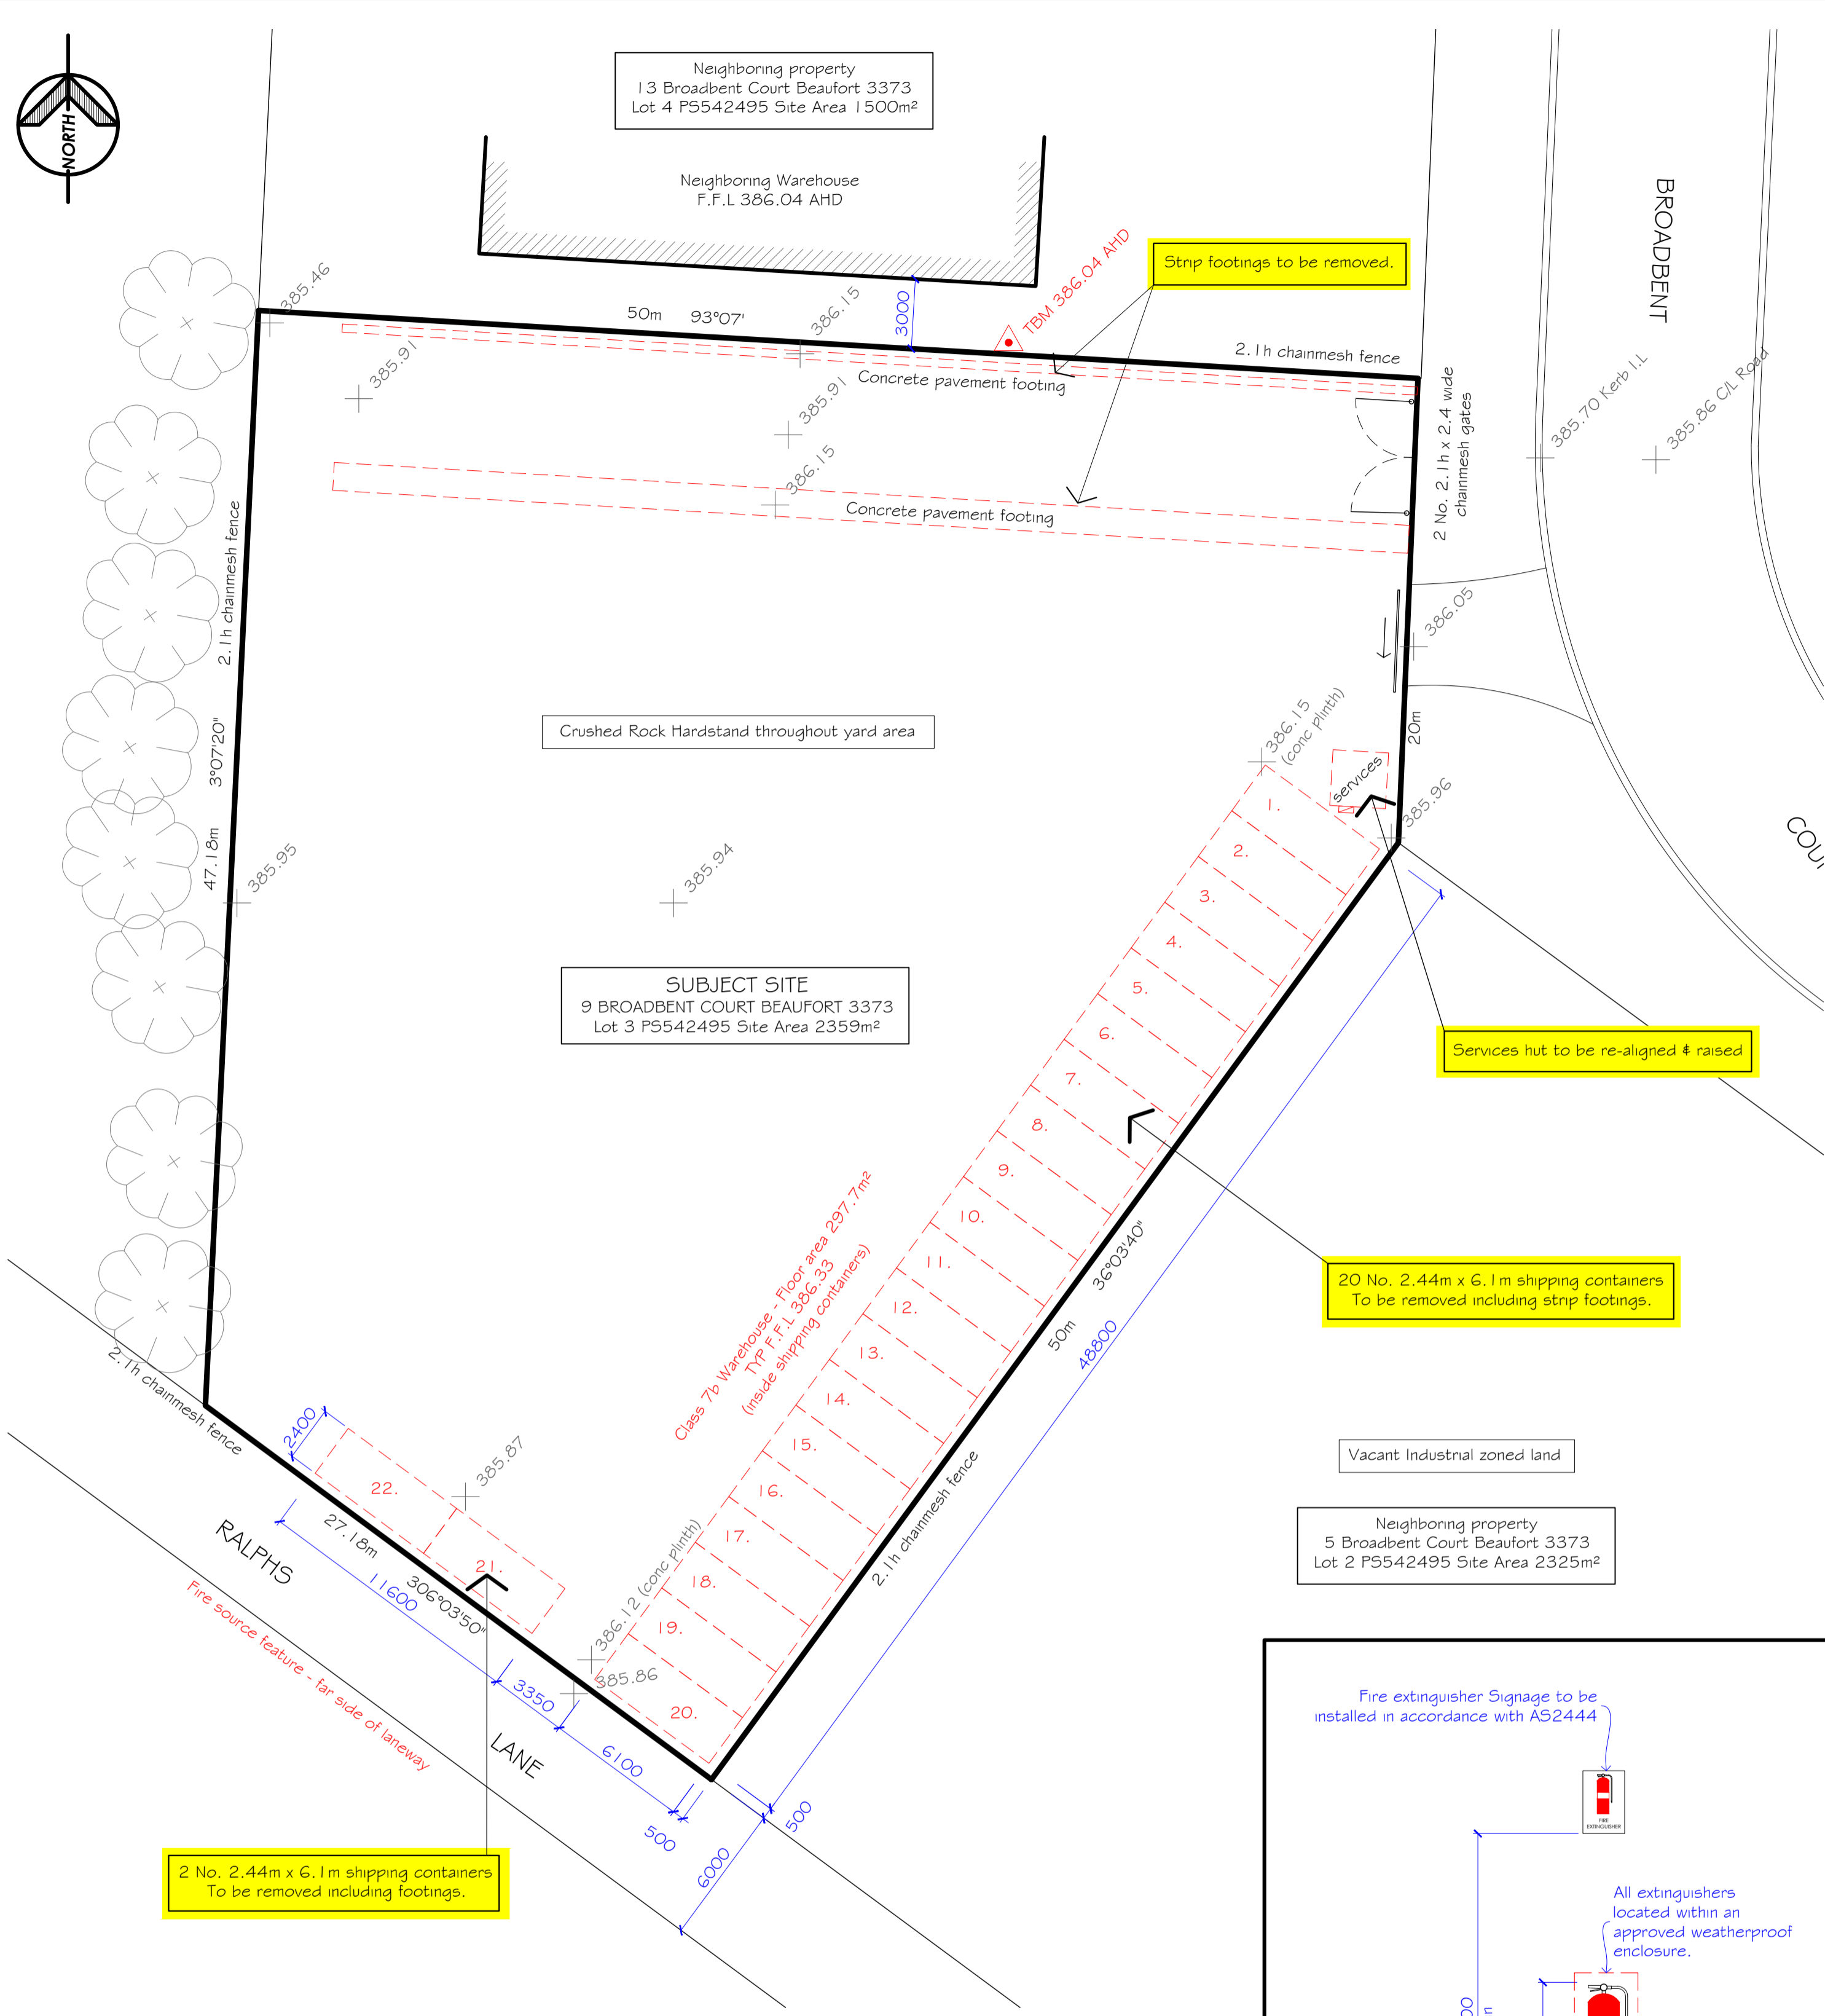 NORTH
Neighboring property
13 Broadbent Court Beaufort 3373
Lot 4 PS542495 Site Area 1500m²
Neighboring Warehouse
F.F.L 386.04 AHD
BROADBENT
Strip footings to be removed.
TBM 386.04 AHD
385.46
50m 93°07'
386.15
3000
2.1h chainmesh fence
385.91
Concrete pavement footing
385.91
2 No. 2.1h x 2.4 wide
chainmesh gates
385.70 Kerb I.L
385.86 C/L Road
386.15
Concrete pavement footing
2.1h chainmesh fence
386.05
3°07'20"
47.18m
Crushed Rock Hardstand throughout yard area
386.15
(conc plinth)
20m
services
385.96
385.95
385.94
1.
2.
3.
4.
5.
6.
7.
8.
9.
10.
11.
12.
13.
14.
15.
16.
17.
18.
19.
20.
SUBJECT SITE
9 BROADBENT COURT BEAUFORT 3373
Lot 3 PS542495 Site Area 2359m²
Services hut to be re-aligned & raised
Class 7b Warehouse - Floor area 297.7m²
TYP F.F.L 386.33
(inside shipping containers)
36°03'40"
50m
48800
20 No. 2.44m x 6.1m shipping containers
To be removed including strip footings.
2.1h chainmesh fence
2.1h chainmesh fence
2400
22.
385.87
21.
27.18m
306°03'50"
11600
RALPHS
LANE
Fire source feature - far side of laneway
386.12 (conc plinth)
385.86
3350
6100
500
500
6000
Vacant Industrial zoned land
Neighboring property
5 Broadbent Court Beaufort 3373
Lot 2 PS542495 Site Area 2325m²
2 No. 2.44m x 6.1m shipping containers
To be removed including footings.
Fire extinguisher Signage to be
installed in accordance with AS2444
FIRE
EXTINGUISHER
All extinguishers
located within an
approved weatherproof
enclosure.